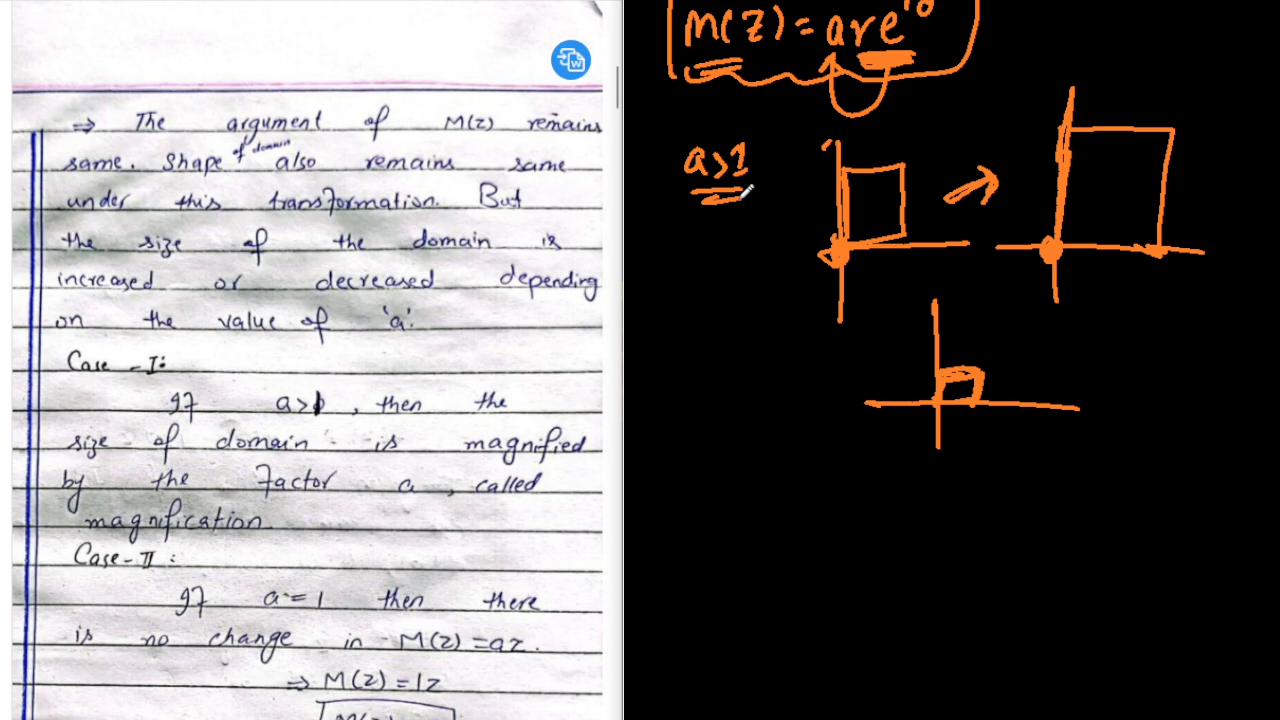 ⇒ The argument of M(z) remains
same. Shape of domain also remains same
under this transformation. But
the size of the domain is
increased or decreased depending
on the value of 'a'.
Case - I:
If a>1, then the
size of domain is magnified
by the factor a, called
magnification
Case - II:
If a = 1 then there
is no change in M(z) = az.
⇒ M(z) = 1z
M(z) = are^iθ
a>1